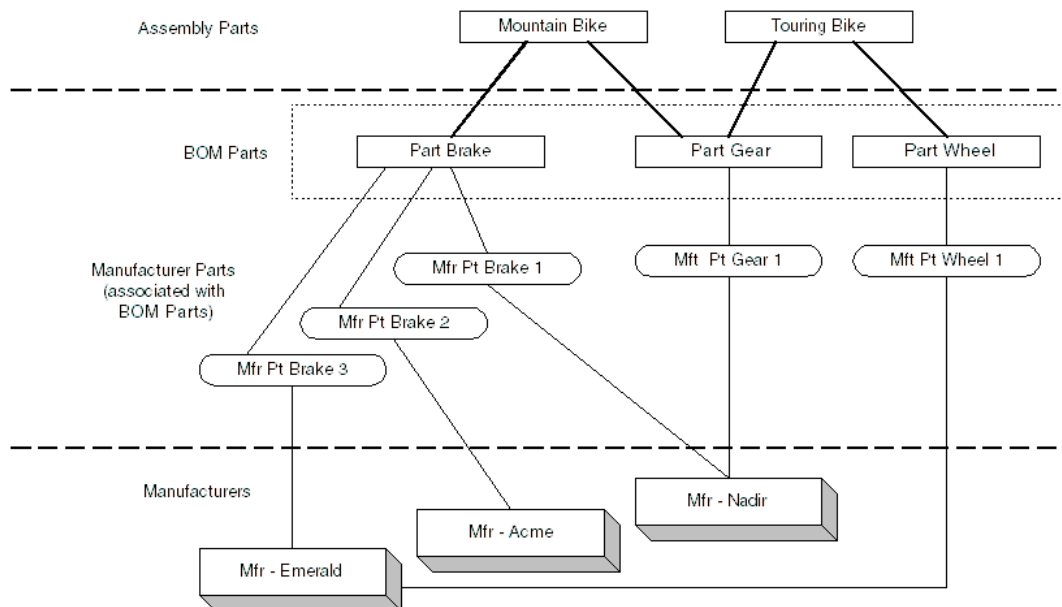 Assembly Parts
Mountain Bike
Touring Bike
BOM Parts
Part Brake
Part Gear
Part Wheel
Manufacturer Parts
(associated with
BOM Parts)
Mfr Pt Brake 1
Mft Pt Gear 1
Mft Pt Wheel 1
Mfr Pt Brake 2
Mfr Pt Brake 3
Manufacturers
Mfr - Nadir
Mfr - Acme
Mfr - Emerald